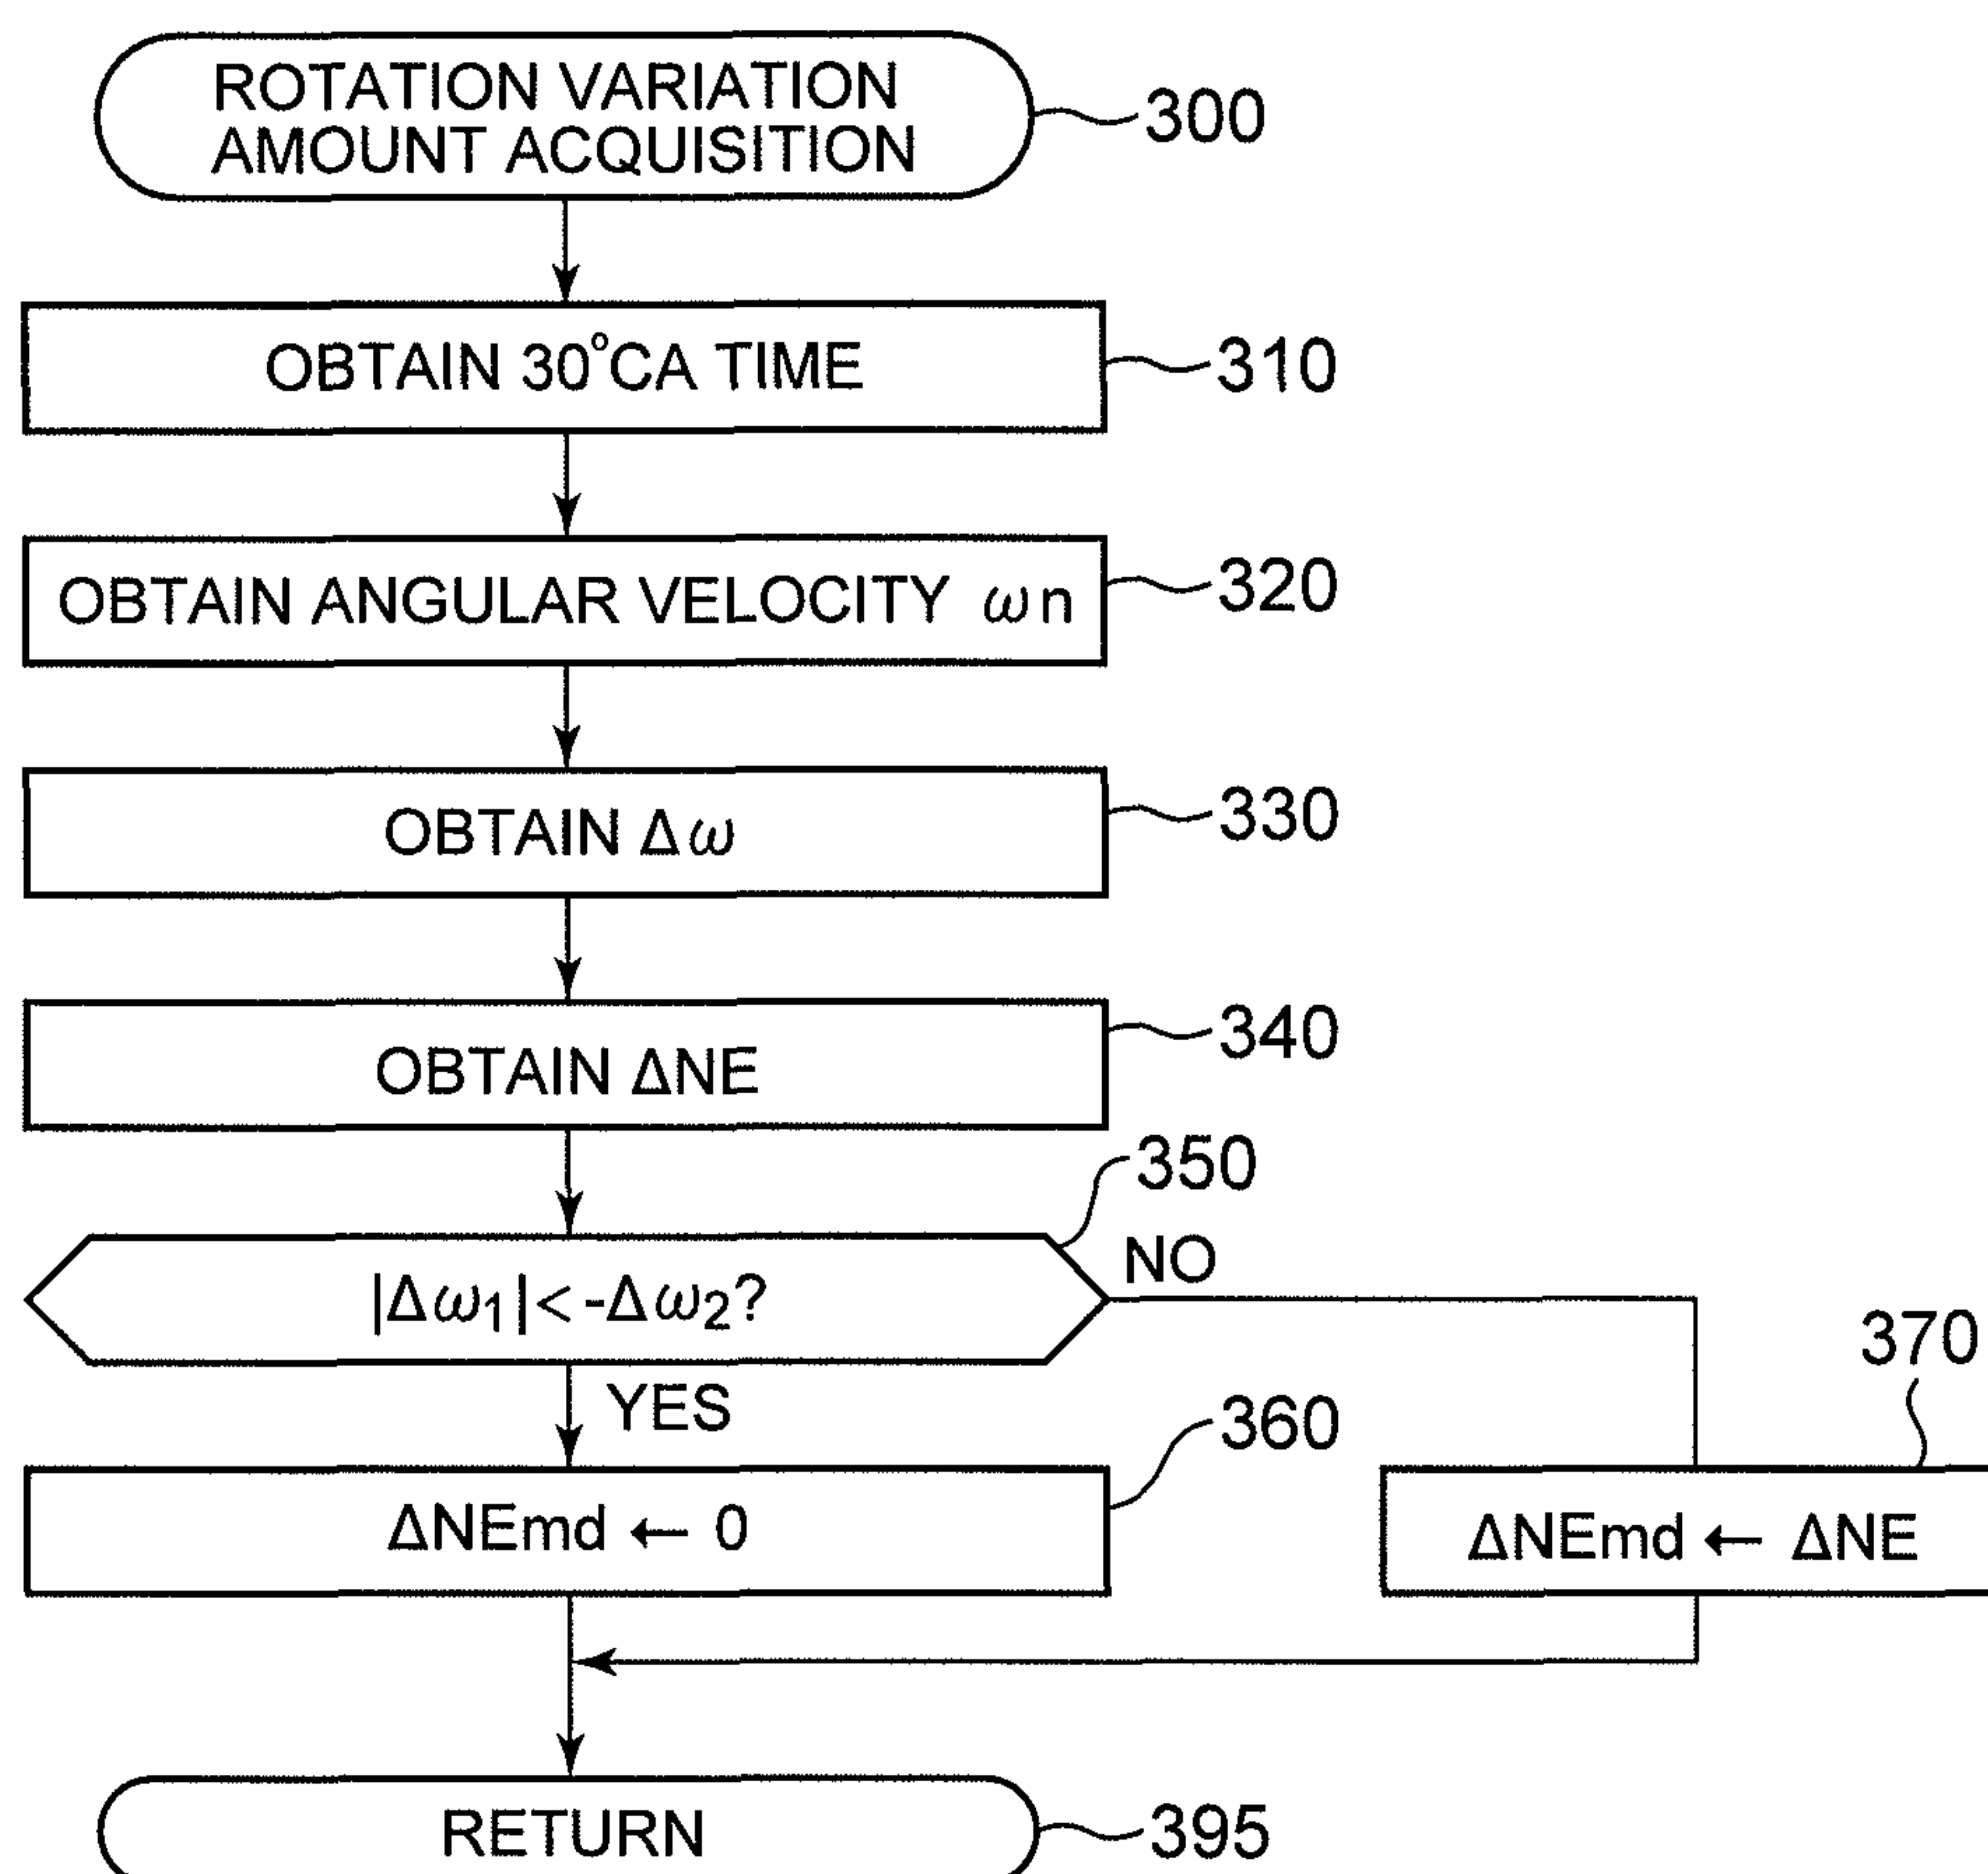 ROTATION VARIATION
AMOUNT ACQUISITION
300
OBTAIN 30°CA TIME
310
OBTAIN ANGULAR VELOCITY ωn
320
OBTAIN Δω
330
OBTAIN ΔNE
340
350
|Δω1|<-Δω2?
NO
YES
360
370
ΔNEmd ← 0
ΔNEmd ← ΔNE
RETURN
395